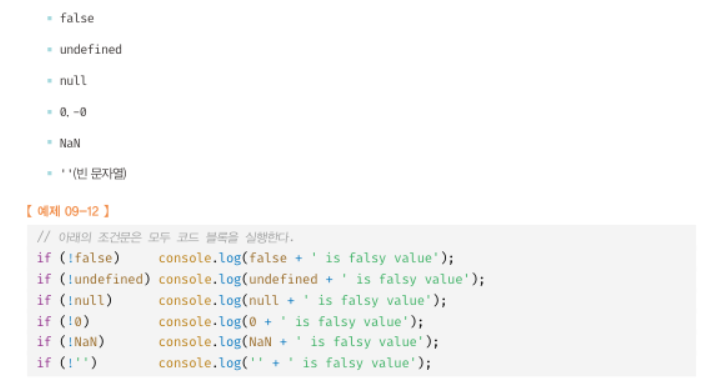 false
undefined
null
0, -0
NaN
''(빈 문자열)
【 예제 09-12 】
// 아래의 조건문은 모두 코드 블록을 실행한다.
if (!false)     console.log(false + ' is falsy value');
if (!undefined) console.log(undefined + ' is falsy value');
if (!null)      console.log(null + ' is falsy value');
if (!0)         console.log(0 + ' is falsy value');
if (!NaN)       console.log(NaN + ' is falsy value');
if (!'')        console.log('' + ' is falsy value');